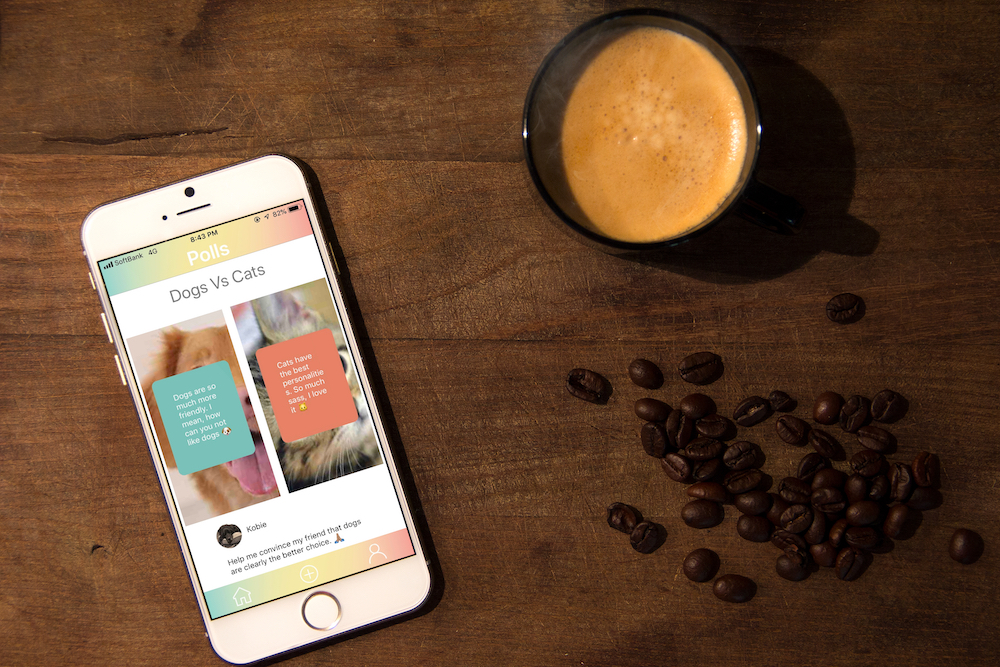 SoftBank 4G 8:43 PM 82%
Polls
Dogs Vs Cats
Dogs are so
much more
friendly. I
mean, how
can you not
like dogs 🐶
Cats have
the best
personalitie
s. So much
sass, I love
it 😏
Kobie
Help me convince my friend that dogs
are clearly the better choice. 🙏🏾